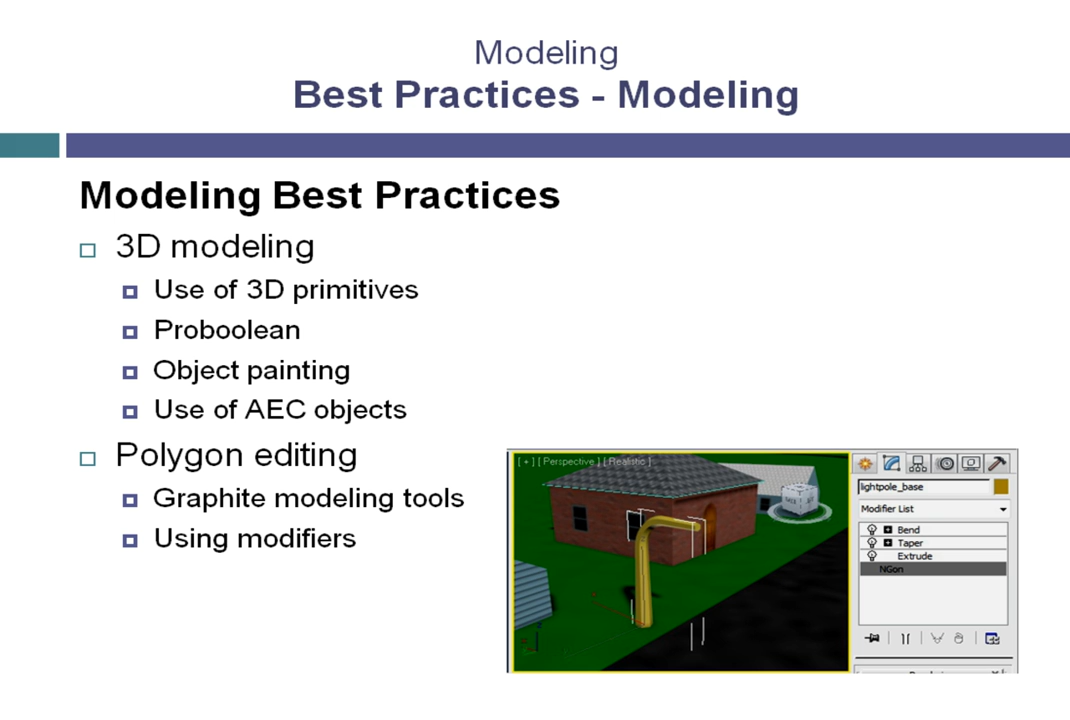 Modeling
Best Practices - Modeling
Modeling Best Practices
3D modeling
Use of 3D primitives
Proboolean
Object painting
Use of AEC objects
Polygon editing
Graphite modeling tools
Using modifiers
[ + ] [ Perspective ] [ Realistic ]
lightpole_base
Modifier List
Bend
Taper
Extrude
NGon